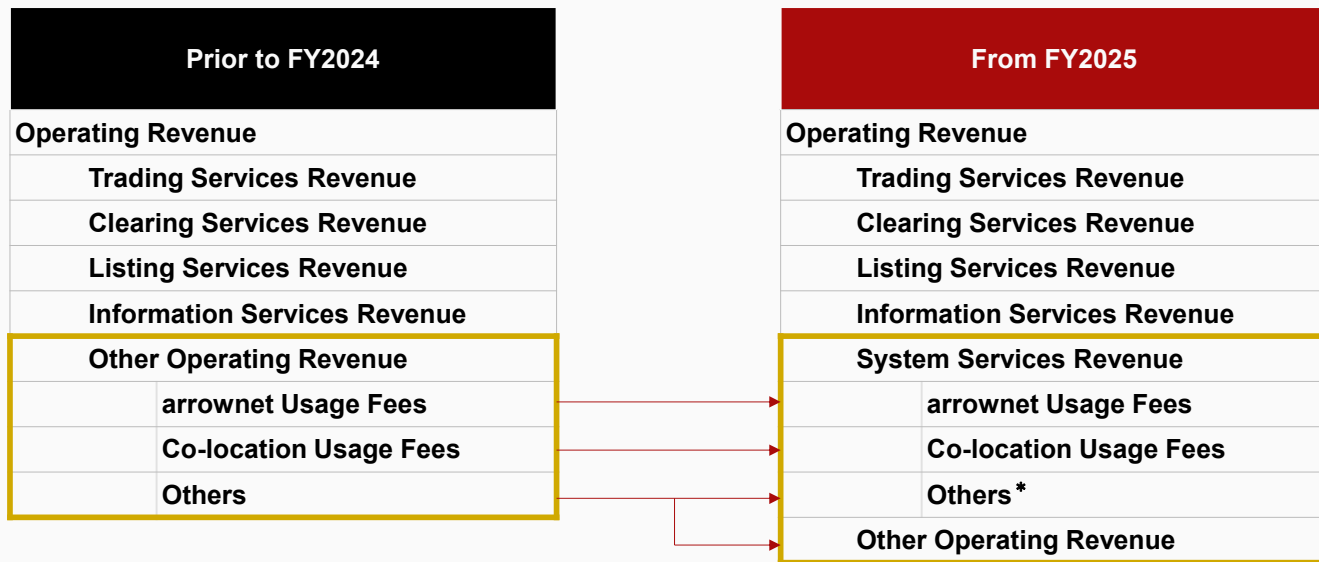 Prior to FY2024
Operating Revenue
Trading Services Revenue
Clearing Services Revenue
Listing Services Revenue
Information Services Revenue
Other Operating Revenue
arrownet Usage Fees
Co-location Usage Fees
Others
From FY2025
Operating Revenue
Trading Services Revenue
Clearing Services Revenue
Listing Services Revenue
Information Services Revenue
System Services Revenue
arrownet Usage Fees
Co-location Usage Fees
Others*
Other Operating Revenue